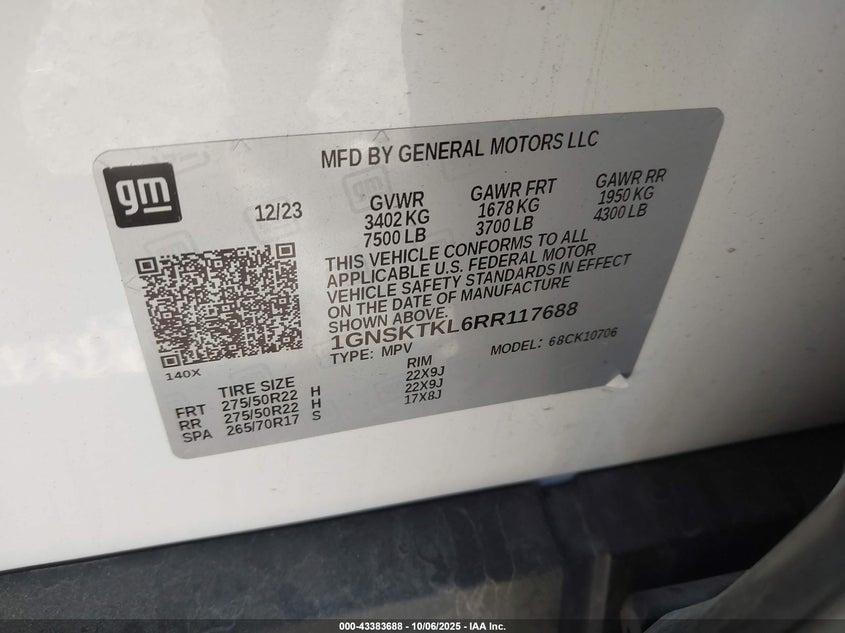 MFD BY GENERAL MOTORS LLC
gm
12/23
GVWR GAWR FRT GAWR RR
3402 KG 1678 KG 1950 KG
7500 LB 3700 LB 4300 LB
THIS VEHICLE CONFORMS TO ALL
APPLICABLE U.S. FEDERAL MOTOR
VEHICLE SAFETY STANDARDS IN EFFECT
ON THE DATE OF MANUFACTURE
SHOWN ABOVE.
1GNSKTKL6RR117688
TYPE: MPV MODEL: 68CK10706
140X
TIRE SIZE RIM
FRT 275/50R22 H 22X9J
RR 275/50R22 H 22X9J
SPA 265/70R17 S 17X8J
000-43383688 - 10/06/2025 - IAA Inc.